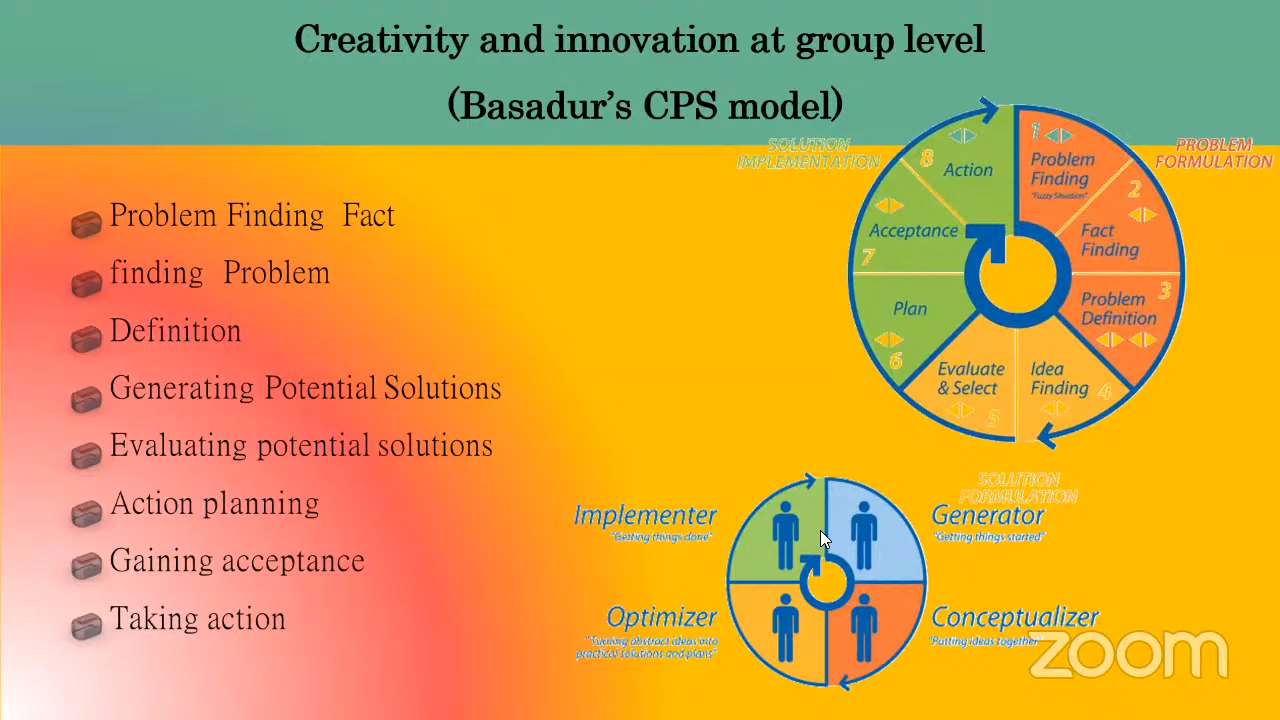 Creativity and innovation at group level
(Basadur's CPS model)
Problem Finding Fact
finding Problem
Definition
Generating Potential Solutions
Evaluating potential solutions
Action planning
Gaining acceptance
Taking action
SOLUTION
IMPLEMENTATION
PROBLEM
FORMULATION
1
Problem
Finding
"Fuzzy Situation"
2
Fact
Finding
3
Problem
Definition
4
Idea
Finding
5
Evaluate
& Select
6
Plan
7
Acceptance
8
Action
SOLUTION
FORMULATION
Implementer
"Getting things done"
Generator
"Getting things started"
Optimizer
"Turning abstract ideas into
practical solutions and plans"
Conceptualizer
"Putting ideas together"
zoom